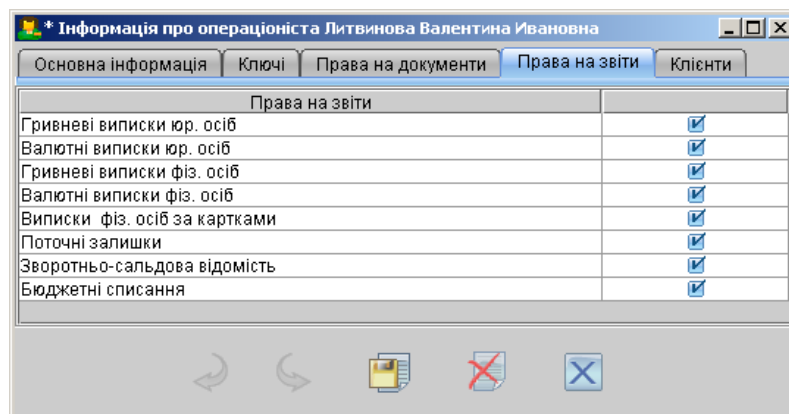 * Інформація про операціоніста Литвинова Валентина Ивановна
Основна інформація Ключі Права на документи Права на звіти Клієнти
Права на звіти
Гривневі виписки юр. осіб
Валютні виписки юр. осіб
Гривневі виписки фіз. осіб
Валютні виписки фіз. осіб
Виписки фіз. осіб за картками
Поточні залишки
Зворотньо-сальдова відомість
Бюджетні списання